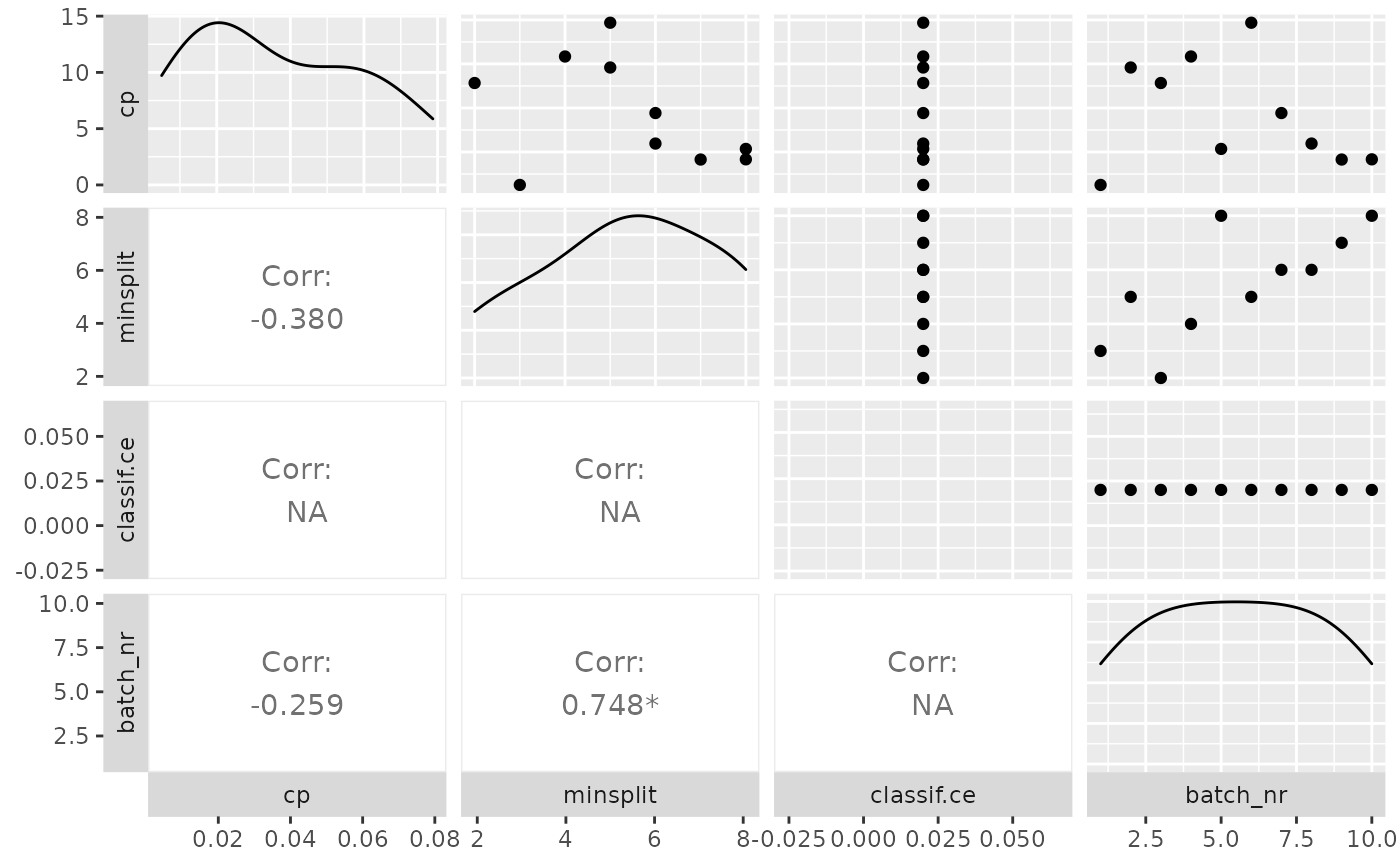 15
10
5
0
cp
8
6
4
2
minsplit
Corr:
-0.380
0.050
0.025
0.000
-0.025
classif.ce
Corr:
NA
Corr:
NA
10.0
7.5
5.0
2.5
batch_nr
Corr:
-0.259
Corr:
0.748*
Corr:
NA
cp
minsplit
classif.ce
batch_nr
0.02 0.04 0.06 0.08
2 4 6 8
-0.025 0.000 0.025 0.050
2.5 5.0 7.5 10.0